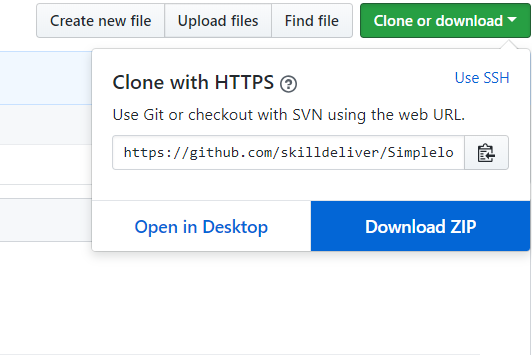 Create new file Upload files Find file Clone or download
Clone with HTTPS ? Use SSH
Use Git or checkout with SVN using the web URL.
https://github.com/skilldeliver/Simplelo
Open in Desktop Download ZIP